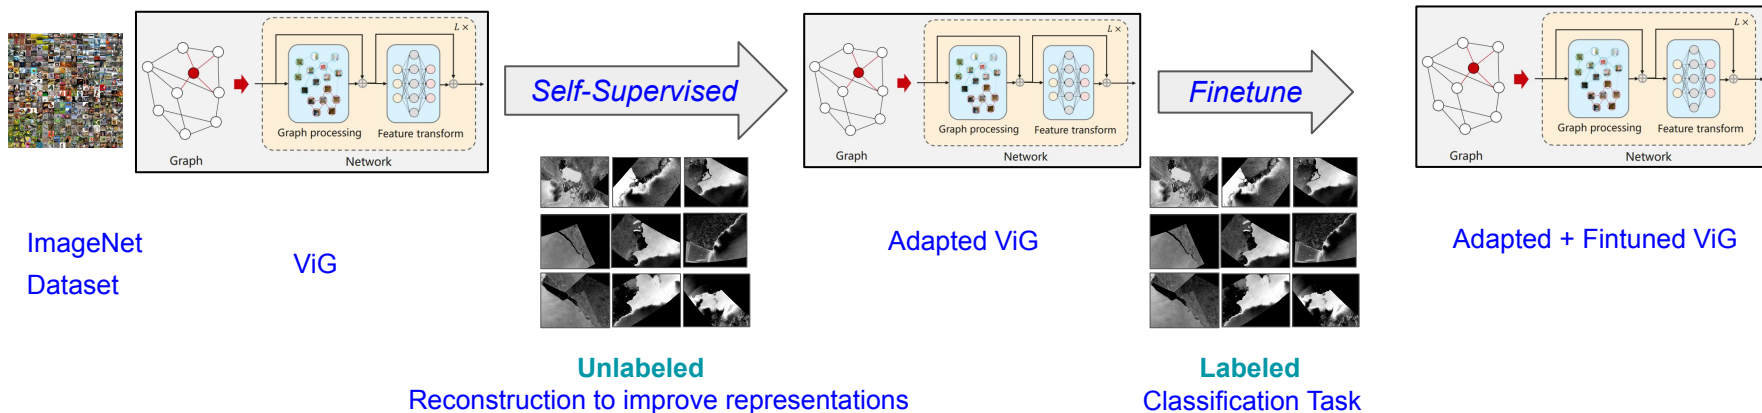 L ×
Graph processing
Feature transform
Graph
Network
Self-Supervised
L ×
Graph processing
Feature transform
Graph
Network
Finetune
L ×
Graph processing
Feature transform
Graph
Network
ImageNet
Dataset
ViG
Adapted ViG
Adapted + Fintuned ViG
Unlabeled
Reconstruction to improve representations
Labeled
Classification Task